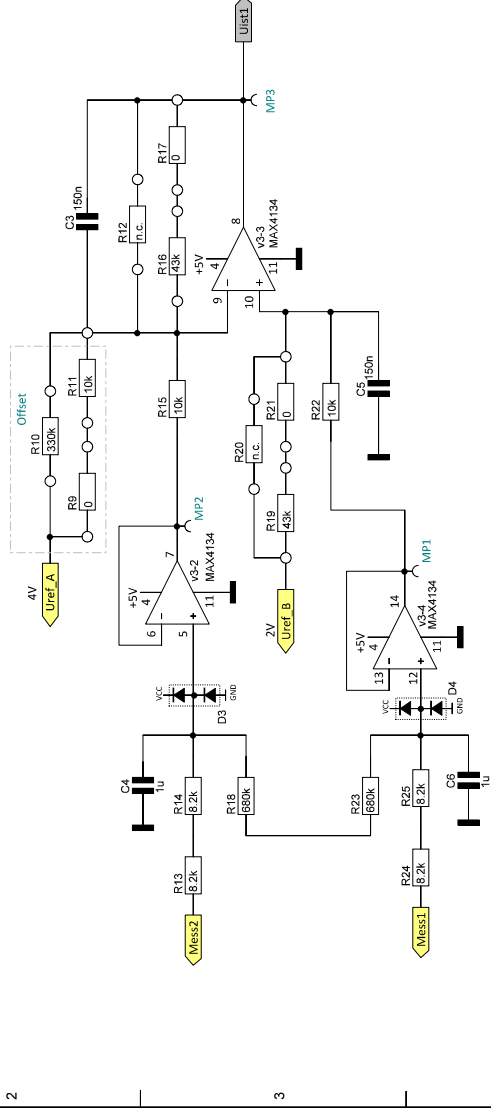 2
3
Offset
4V
Uref_A
R10
330k
R9
0
R11
10k
C3
150n
R12
n.c.
R16
43k
R17
0
R15
10k
MP2
MP3
Uist1
+5V
4
9
10
8
11
v3-3
MAX4134
+5V
4
6
5
7
11
v3-2
MAX4134
VCC
GND
D3
C4
1u
Mess2
R13
8.2k
R14
8.2k
R18
680k
R23
680k
2V
Uref_B
R20
n.c.
R19
43k
R21
0
R22
10k
C5
150n
MP1
+5V
4
13
12
14
11
v3-4
MAX4134
VCC
GND
D4
Mess1
R24
8.2k
R25
8.2k
C6
1u